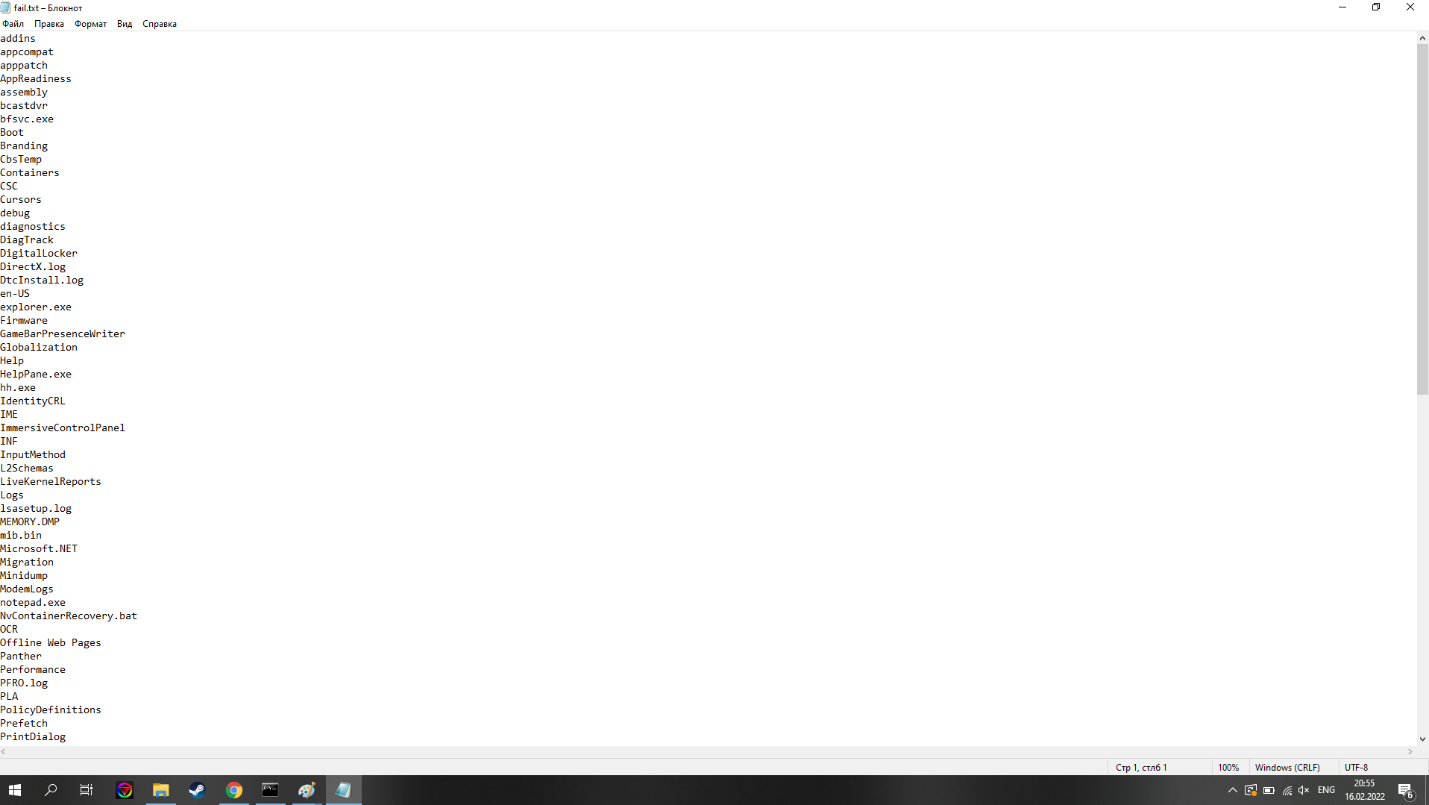 fail.txt – Блокнот
Файл Правка Формат Вид Справка
addins
appcompat
apppatch
AppReadiness
assembly
bcastdvr
bfsvc.exe
Boot
Branding
CbsTemp
Containers
CSC
Cursors
debug
diagnostics
DiagTrack
DigitalLocker
DirectX.log
DtcInstall.log
en-US
explorer.exe
Firmware
GameBarPresenceWriter
Globalization
Help
HelpPane.exe
hh.exe
IdentityCRL
IME
ImmersiveControlPanel
INF
InputMethod
L2Schemas
LiveKernelReports
Logs
lsasetup.log
MEMORY.DMP
mib.bin
Microsoft.NET
Migration
Minidump
ModemLogs
notepad.exe
NvContainerRecovery.bat
OCR
Offline Web Pages
Panther
Performance
PFRO.log
PLA
PolicyDefinitions
Prefetch
PrintDialog
Стр 1, стлб 1 100% Windows (CRLF) UTF-8
ENG 20:55 6
16.02.2022